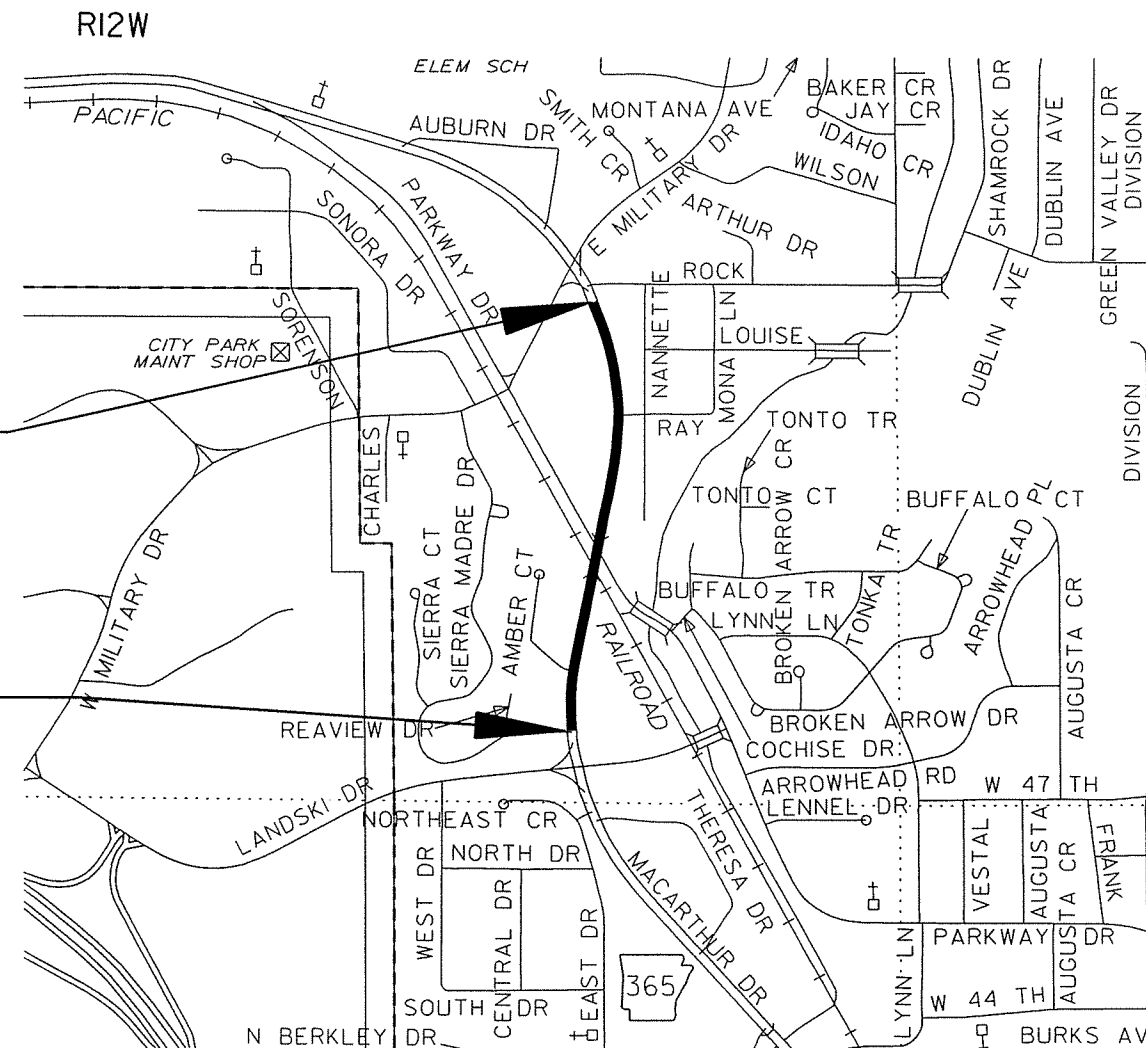 R12W
ELEM SCH
PACIFIC
AUBURN DR
SMITH CR
MONTANA AVE
BAKER CR
JAY CR
IDAHO CR
WILSON
SHAMROCK DR
DUBLIN AVE
GREEN VALLEY DR
DIVISION
E MILITARY DR
ARTHUR DR
PARKWAY DR
SONORA DR
ROCK
NANNETTE
MONA LN
LOUISE
DUBLIN AVE
SORENSON
CITY PARK
MAINT SHOP
RAY
DIVISION
CHARLES
TONTO TR
TONTO CT
BROKEN ARROW CR
BUFFALO CT
ARROWHEAD PL
W MILITARY DR
SIERRA CT
SIERRA MADRE DR
AMBER CT
BUFFALO TR
LYNN LN
TONKA TR
AUGUSTA CR
RAILROAD
REAVIEW DR
BROKEN ARROW DR
COCHISE DR
ARROWHEAD RD
W 47 TH
LENNEL DR
LANDSKI DR
NORTHEAST CR
NORTH DR
THERESA DR
VESTAL
AUGUSTA
AUGUSTA CR
FRANK
WEST DR
CENTRAL DR
EAST DR
MACARTHUR DR
365
LYNN LN
PARKWAY DR
SOUTH DR
W 44 TH
N BERKLEY DR
BURKS AV